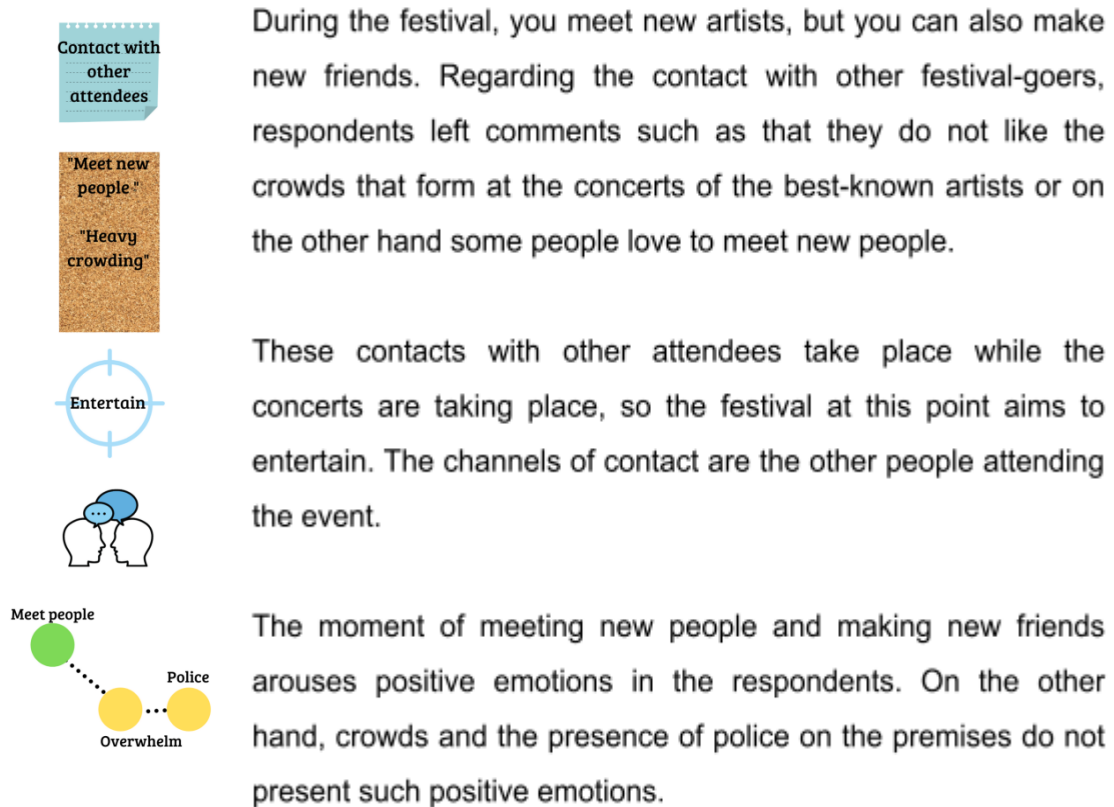 Contact with
other
attendees
"Meet new
people "
"Heavy
crowding"
Entertain
Meet people
Police
Overwhelm
During the festival, you meet new artists, but you can also make
new friends. Regarding the contact with other festival-goers,
respondents left comments such as that they do not like the
crowds that form at the concerts of the best-known artists or on
the other hand some people love to meet new people.
These contacts with other attendees take place while the
concerts are taking place, so the festival at this point aims to
entertain. The channels of contact are the other people attending
the event.
The moment of meeting new people and making new friends
arouses positive emotions in the respondents. On the other
hand, crowds and the presence of police on the premises do not
present such positive emotions.